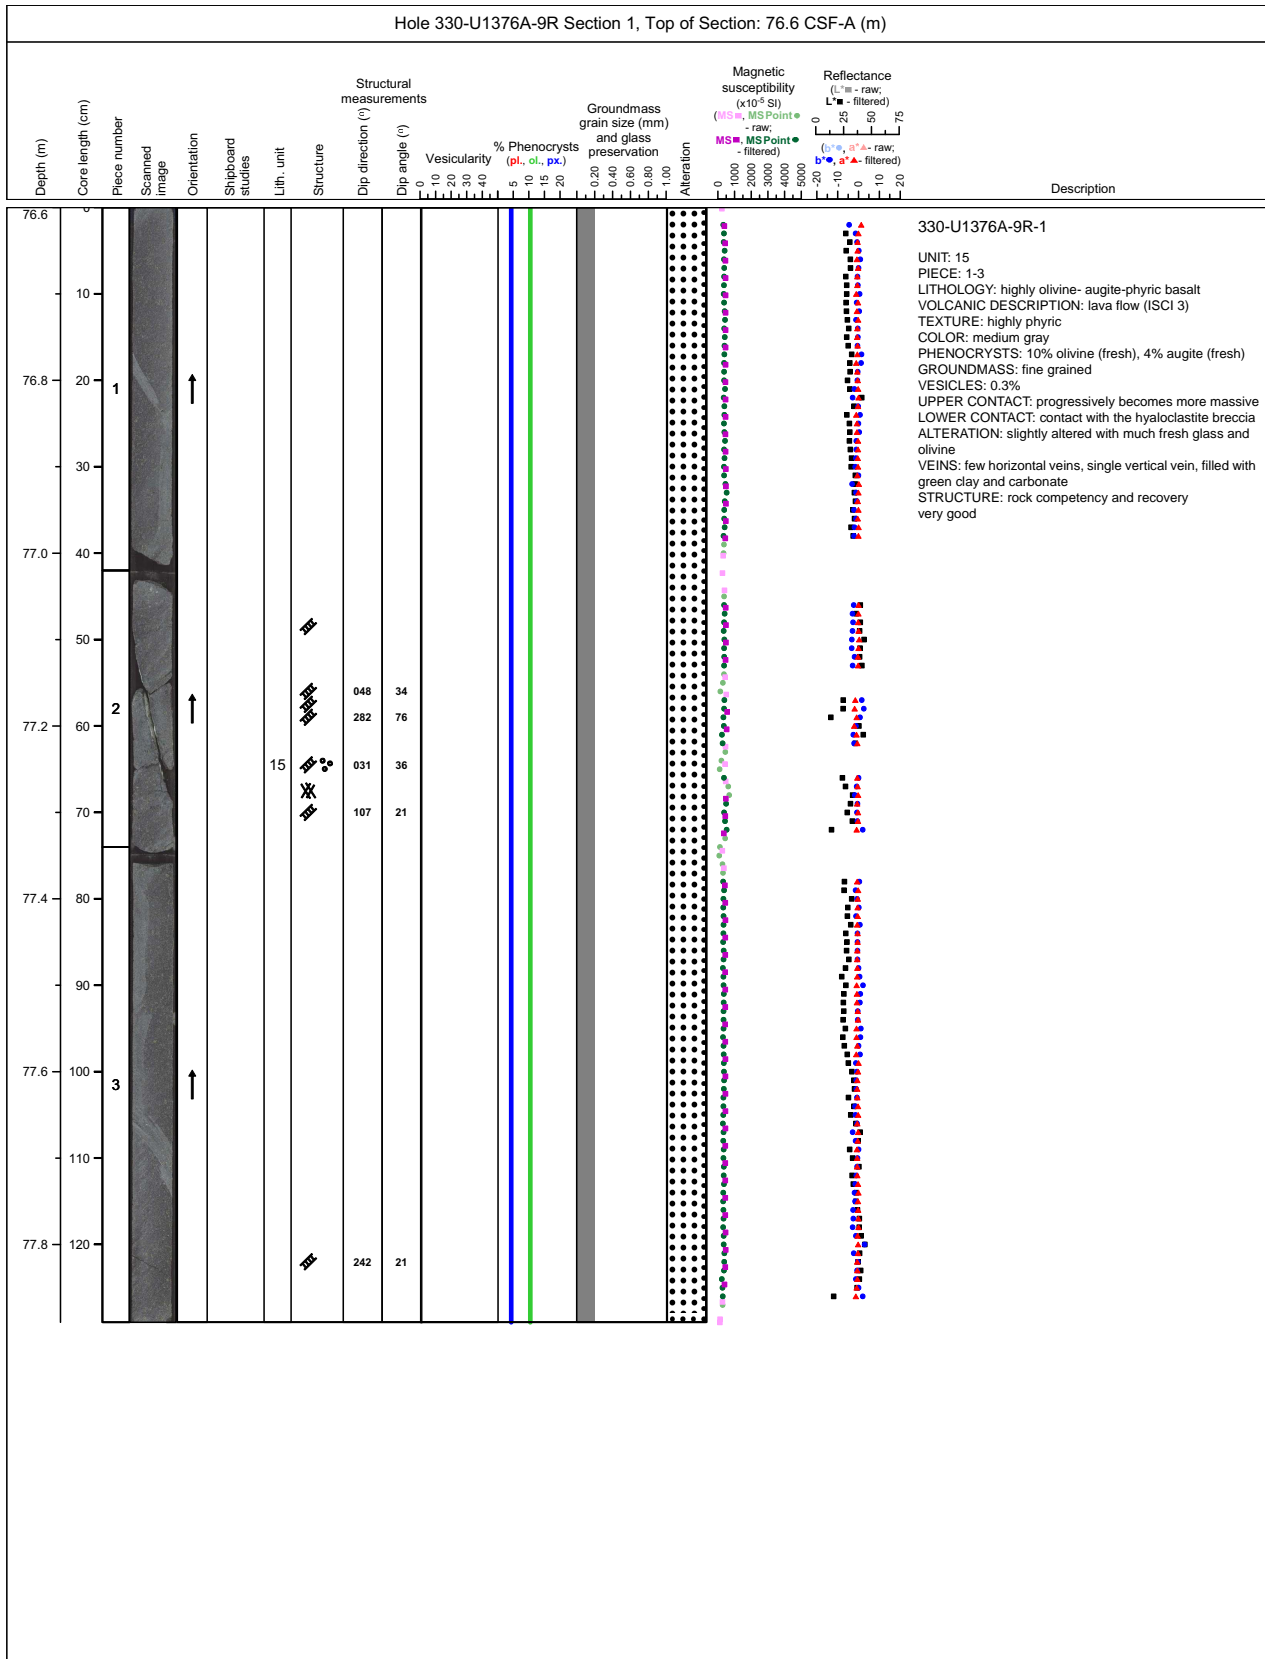 Hole 330-U1376A-9R Section 1, Top of Section: 76.6 CSF-A (m)
Depth (m)
Core length (cm)
Piece number
Scanned
image
Orientation
Shipboard
studies
Lith. unit
Structure
Structural
measurements
Dip direction (º)
Dip angle (º)
Vesicularity
0 10 20 30 40
% Phenocrysts
(pl., ol., px.)
5 10 15 20
Groundmass
grain size (mm)
and glass
preservation
0.20 0.40 0.60 0.80 1.00
Alteration
Magnetic
susceptibility
(x10-5 SI)
(MS■, MSPoint●
- raw;
MS■, MSPoint●
- filtered)
0 1000 2000 3000 4000 5000
Reflectance
(L*■ - raw;
L*■ - filtered)
0 25 50 75
(b*●, a*▲- raw;
b*●, a*▲- filtered)
-20 -10 0 10 20
Description
76.6
76.8
77.0
77.2
77.4
77.6
77.8
0
10
20
30
40
50
60
70
80
90
100
110
120
1
2
3
15
048 34
282 76
031 36
107 21
242 21
330-U1376A-9R-1
UNIT: 15
PIECE: 1-3
LITHOLOGY: highly olivine- augite-phyric basalt
VOLCANIC DESCRIPTION: lava flow (ISCI 3)
TEXTURE: highly phyric
COLOR: medium gray
PHENOCRYSTS: 10% olivine (fresh), 4% augite (fresh)
GROUNDMASS: fine grained
VESICLES: 0.3%
UPPER CONTACT: progressively becomes more massive
LOWER CONTACT: contact with the hyaloclastite breccia
ALTERATION: slightly altered with much fresh glass and
olivine
VEINS: few horizontal veins, single vertical vein, filled with
green clay and carbonate
STRUCTURE: rock competency and recovery
very good